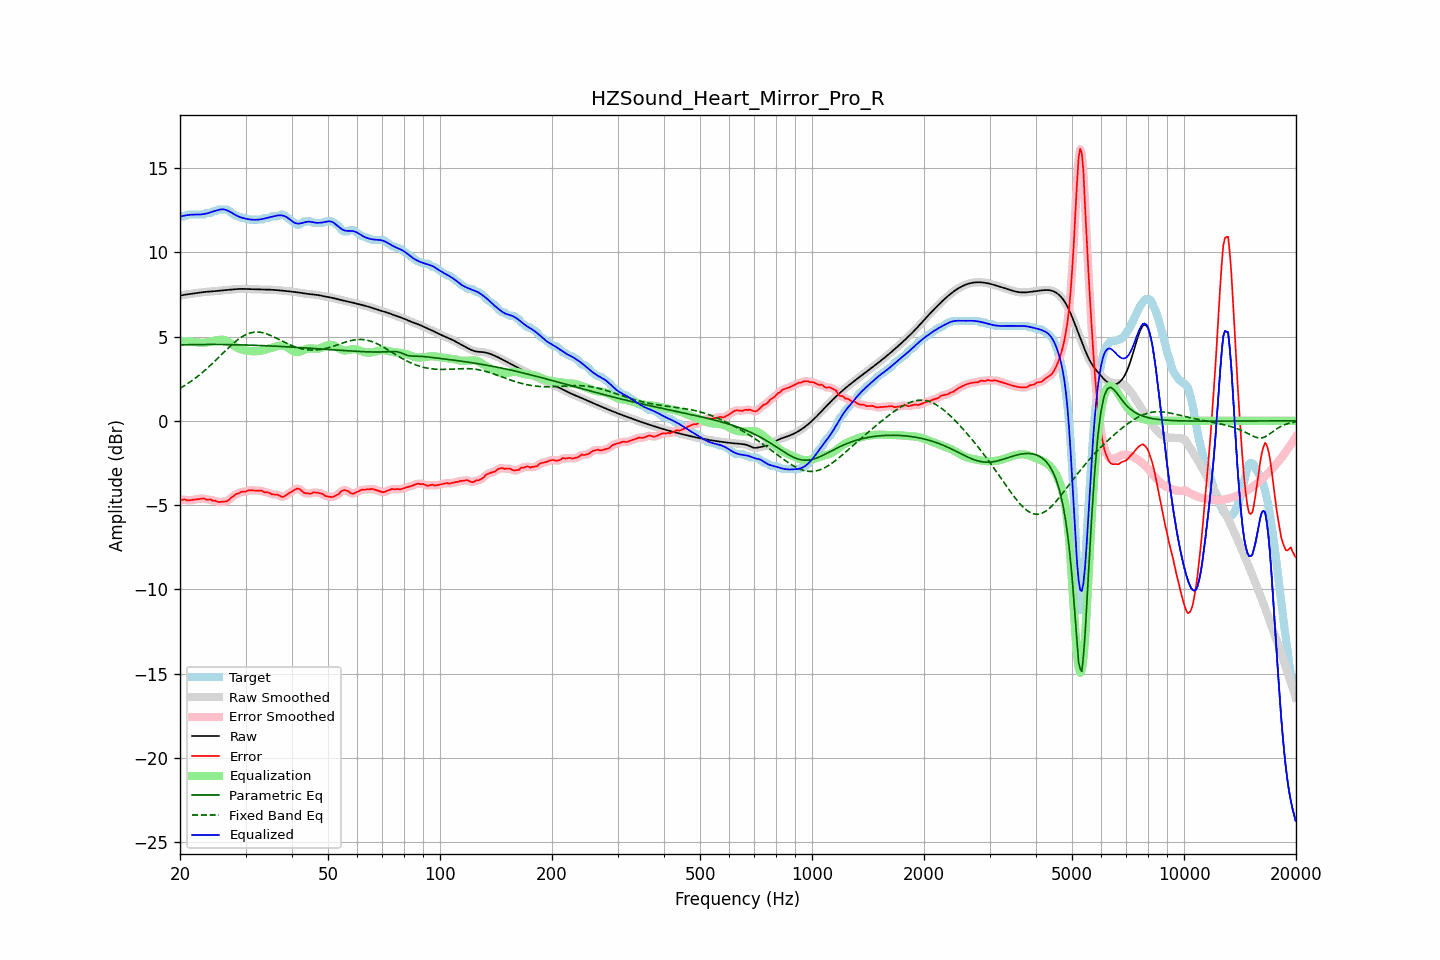 HZSound_Heart_Mirror_Pro_R
Amplitude (dBr)
15
10
5
0
−5
−10
−15
−20
−25
Target
Raw Smoothed
Error Smoothed
Raw
Error
Equalization
Parametric Eq
Fixed Band Eq
Equalized
20 50 100 200 500 1000 2000 5000 10000 20000
Frequency (Hz)